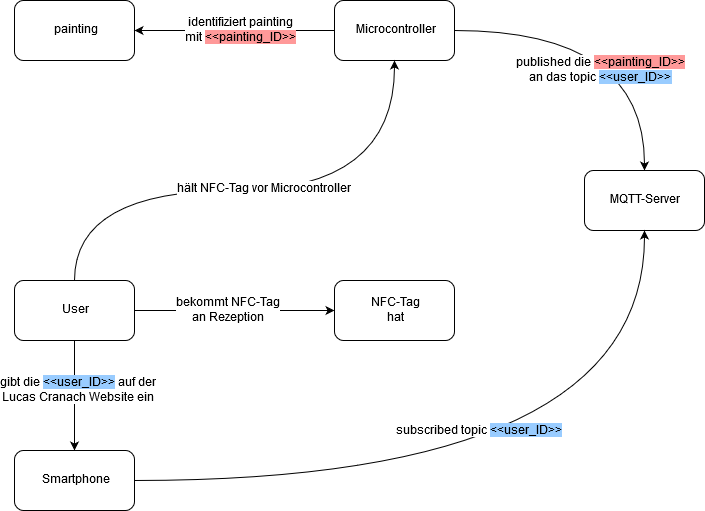 painting
identifiziert painting
mit <<painting_ID>>
Microcontroller
published die <<painting_ID>>
an das topic <<user_ID>>
hält NFC-Tag vor Microcontroller
MQTT-Server
User
bekommt NFC-Tag
an Rezeption
NFC-Tag
hat
gibt die <<user_ID>> auf der
Lucas Cranach Website ein
subscribed topic <<user_ID>>
Smartphone